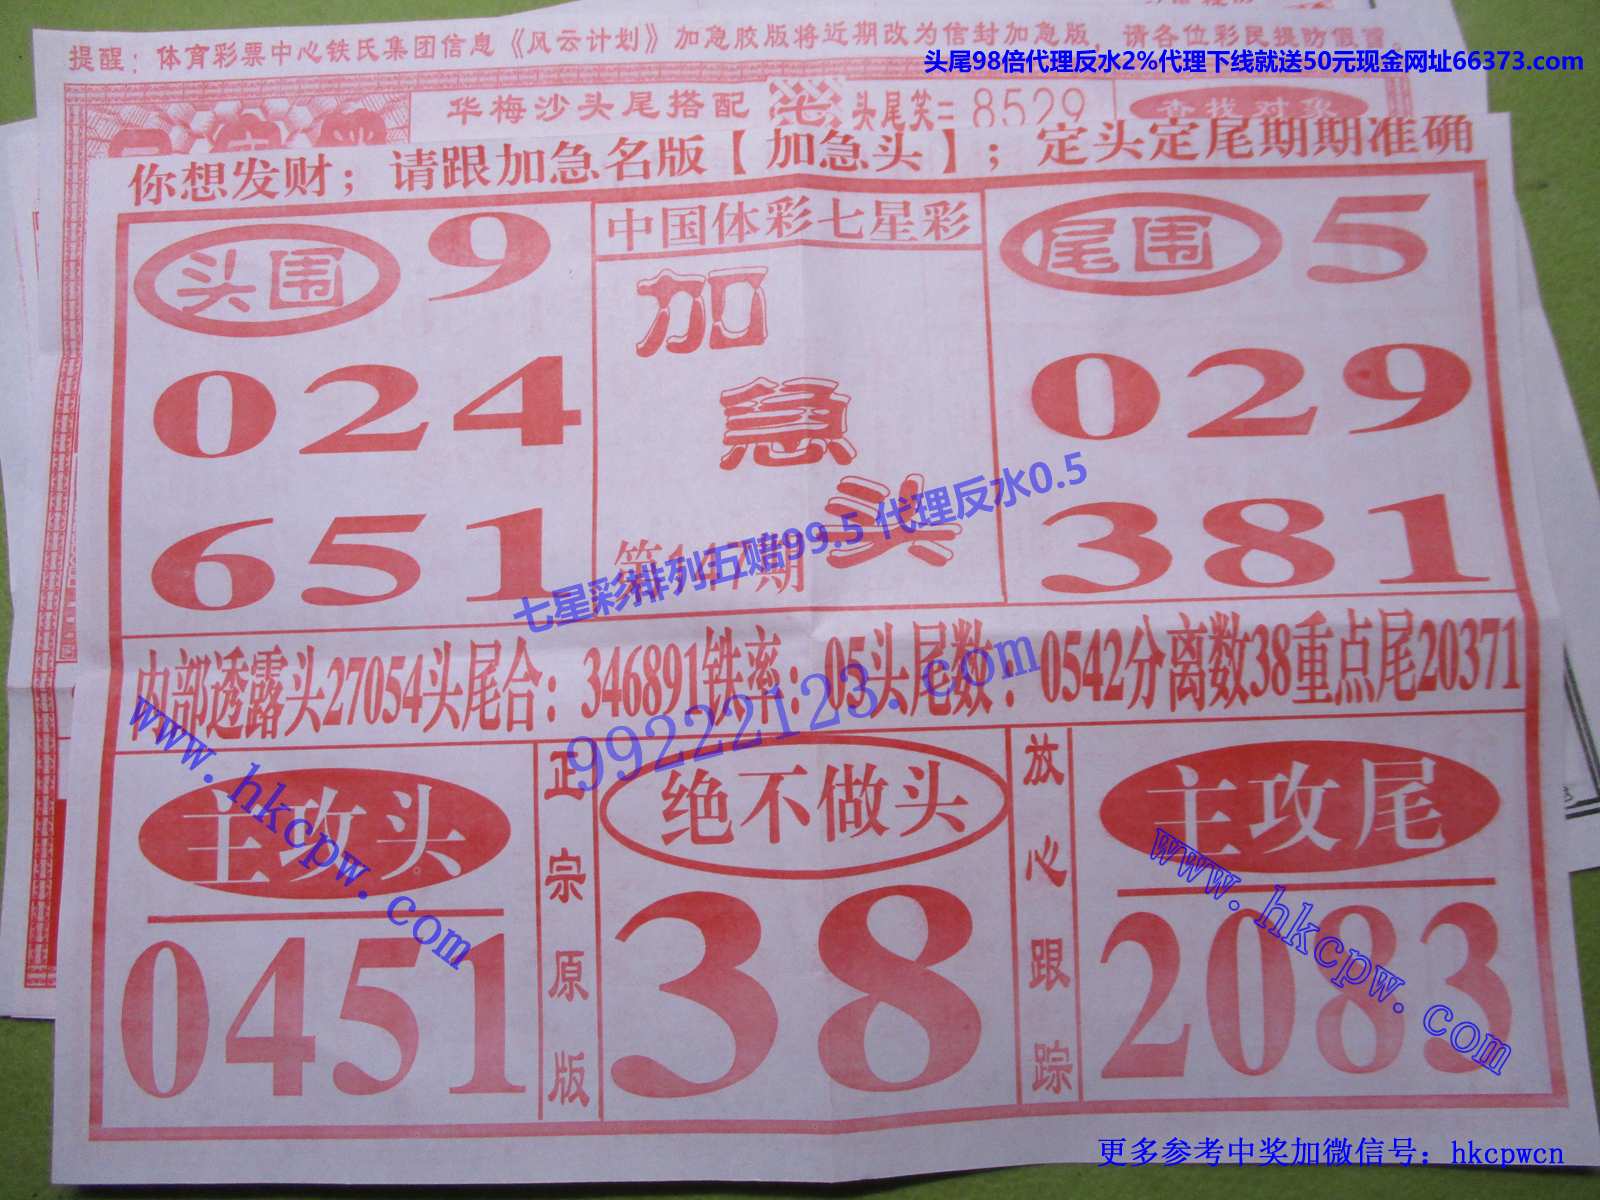 提醒：体育彩票中心铁氏集团信息《风云计划》加急胶版将近期改为信封加急版，请各位彩民提防假冒
头尾98倍代理反水2%代理下线就送50元现金网址66373.com
华梅沙头尾搭配 头尾笑=8529 查找对象
你想发财；请跟加急名版【加急头】；定头定尾期期准确
头围 9
024
651
中国体彩七星彩
加
急
头
尾围 5
029
381
七星彩排列五赔99.5 代理反水0.5
内部透露头27054头尾合：346891铁率：05头尾数：0542分离数38重点尾20371
99222123.com
www.hkcpw.com
主攻头
0451
正宗原版
绝不做头
38
放心跟踪
主攻尾
2083
www.hkcpw.com
更多参考中奖加微信号：hkcpwcn